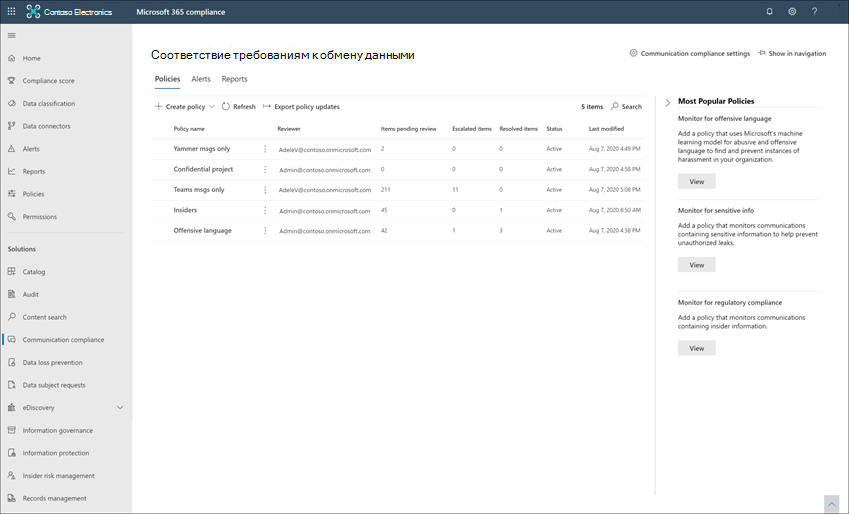 Contoso Electronics
Microsoft 365 compliance
?
Home
Compliance score
Data classification
Data connectors
Alerts
Reports
Policies
Permissions
Solutions
Catalog
Audit
Content search
Communication compliance
Data loss prevention
Data subject requests
eDiscovery
Information governance
Information protection
Insider risk management
Records management
Соответствие требованиям к обмену данными
Communication compliance settings
Show in navigation
Policies Alerts Reports
Create policy Refresh Export policy updates 5 items Search
Policy name Reviewer Items pending review Escalated items Resolved items Status Last modified
Yammer msgs only AdeleV@contoso.onmicrosoft.com 2 0 0 Active Aug 7, 2020 4:49 PM
Confidential project Admin@contoso.onmicrosoft.com 0 0 0 Active Aug 7, 2020 4:58 PM
Teams msgs only AdeleV@contoso.onmicrosoft.com 211 11 0 Active Aug 7, 2020 5:08 PM
Insiders Admin@contoso.onmicrosoft.com 45 0 1 Active Aug 7, 2020 8:50 AM
Offensive language Admin@contoso.onmicrosoft.com 42 1 3 Active Aug 7, 2020 4:38 PM
Most Popular Policies
Monitor for offensive language
Add a policy that uses Microsoft's machine
learning model for abusive and offensive
language to find and prevent instances of
harassment in your organization.
View
Monitor for sensitive info
Add a policy that monitors communications
containing sensitive information to help prevent
unauthorized leaks.
View
Monitor for regulatory compliance
Add a policy that monitors communications
containing insider information.
View